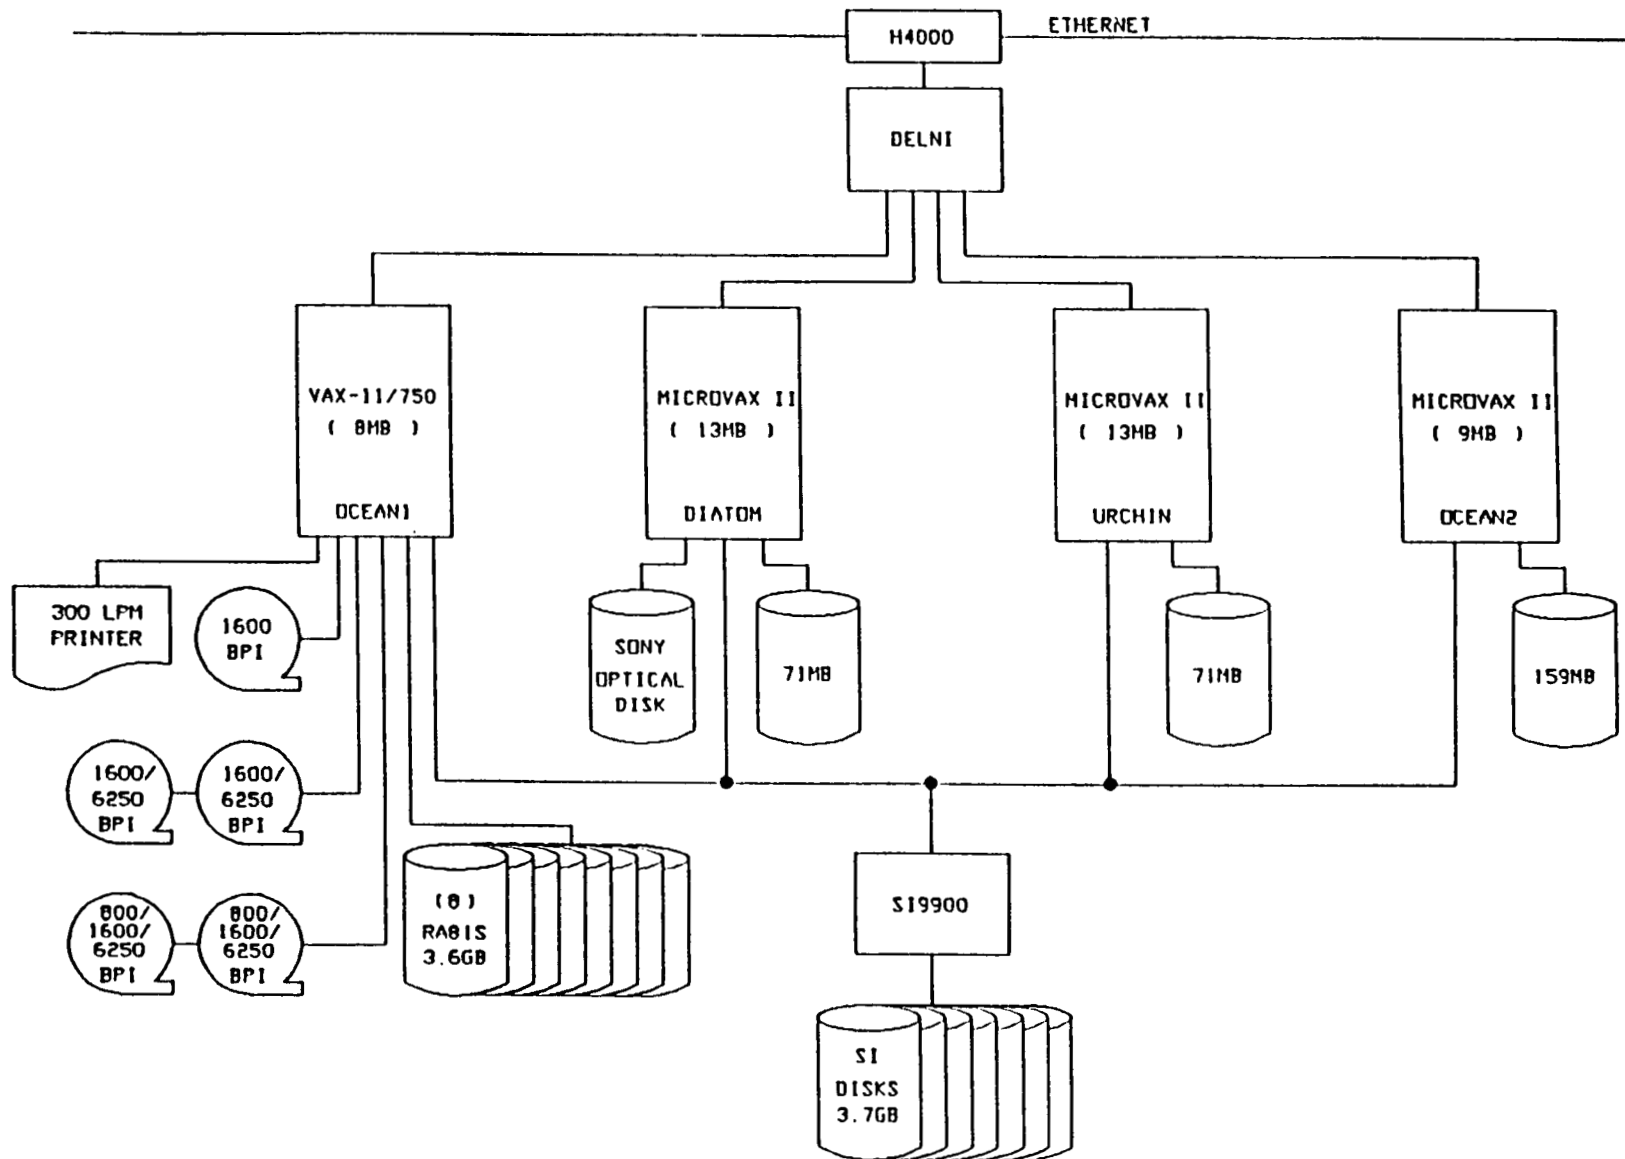 ETHERNET
H4000
DELNI
VAX-11/750
( 8MB )
OCEAN1
MICROVAX II
( 13MB )
DIATOM
MICROVAX II
( 13MB )
URCHIN
MICROVAX II
( 9MB )
OCEAN2
300 LPM
PRINTER
1600
BPI
SONY
OPTICAL
DISK
71MB
71MB
159MB
1600/
6250
BPI
1600/
6250
BPI
800/
1600/
6250
BPI
800/
1600/
6250
BPI
(8)
RA81S
3.6GB
SI9900
SI
DISKS
3.7GB